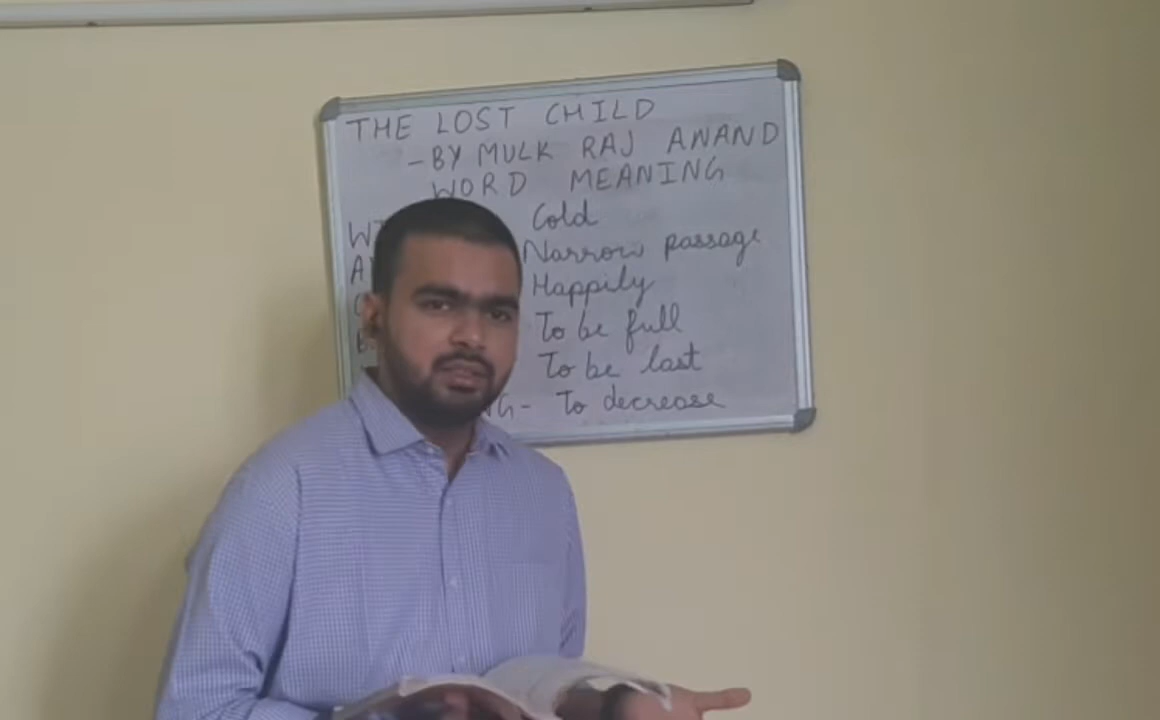 THE LOST CHILD
-BY MULK RAJ ANAND
WORD MEANING
Cold
Narrow passage
Happily
To be full
To be last
- To decrease